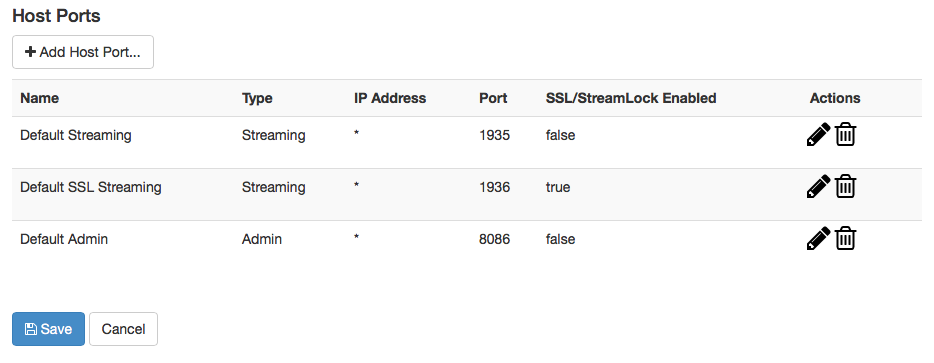 Host Ports
Add Host Port...
Name Type IP Address Port SSL/StreamLock Enabled Actions
Default Streaming Streaming * 1935 false
Default SSL Streaming Streaming * 1936 true
Default Admin Admin * 8086 false
Save Cancel